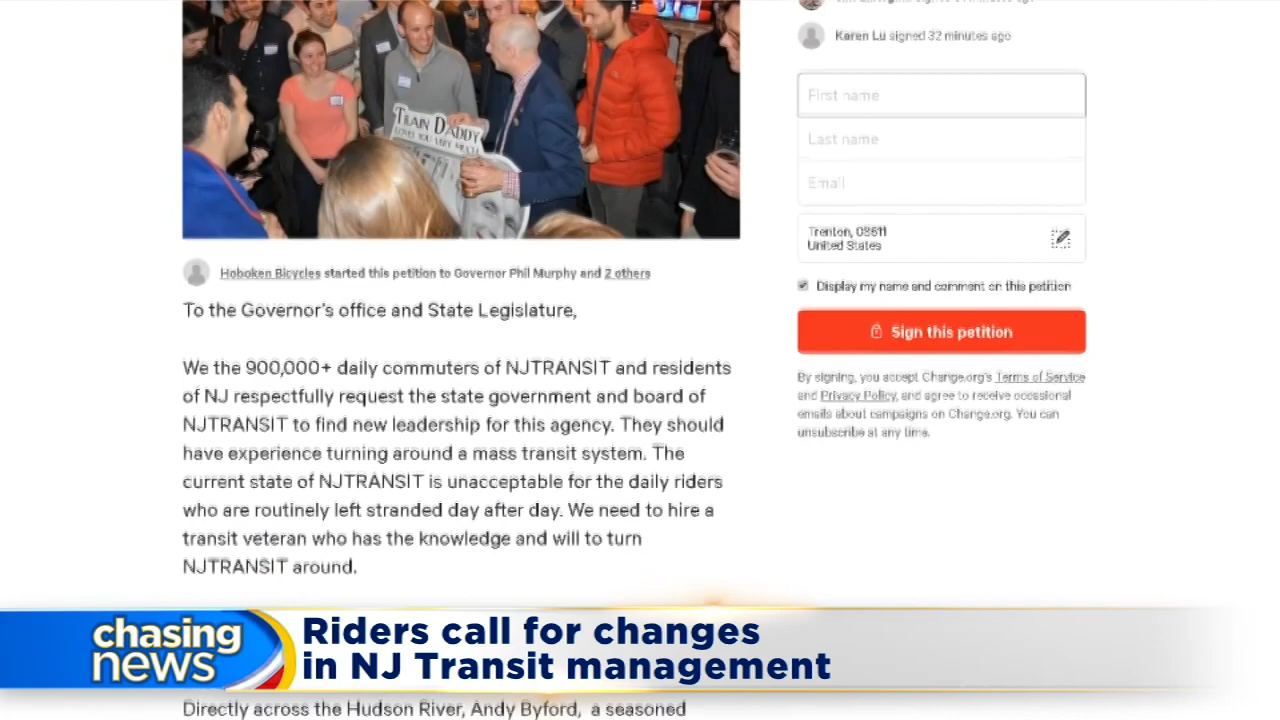 TRAIN DADDY
LOVES YOU VERY MUCH
Hoboken Bicycles started this petition to Governor Phil Murphy and 2 others
To the Governor's office and State Legislature,
We the 900,000+ daily commuters of NJTRANSIT and residents
of NJ respectfully request the state government and board of
NJTRANSIT to find new leadership for this agency. They should
have experience turning around a mass transit system. The
current state of NJTRANSIT is unacceptable for the daily riders
who are routinely left stranded day after day. We need to hire a
transit veteran who has the knowledge and will to turn
NJTRANSIT around.
Directly across the Hudson River, Andy Byford, a seasoned
Karen Lu signed 32 minutes ago
First name
Last name
Email
Trenton, 08611
United States
Display my name and comment on this petition
Sign this petition
By signing, you accept Change.org's Terms of Service
and Privacy Policy, and agree to receive occasional
emails about campaigns on Change.org. You can
unsubscribe at any time.
chasing
news
Riders call for changes
in NJ Transit management